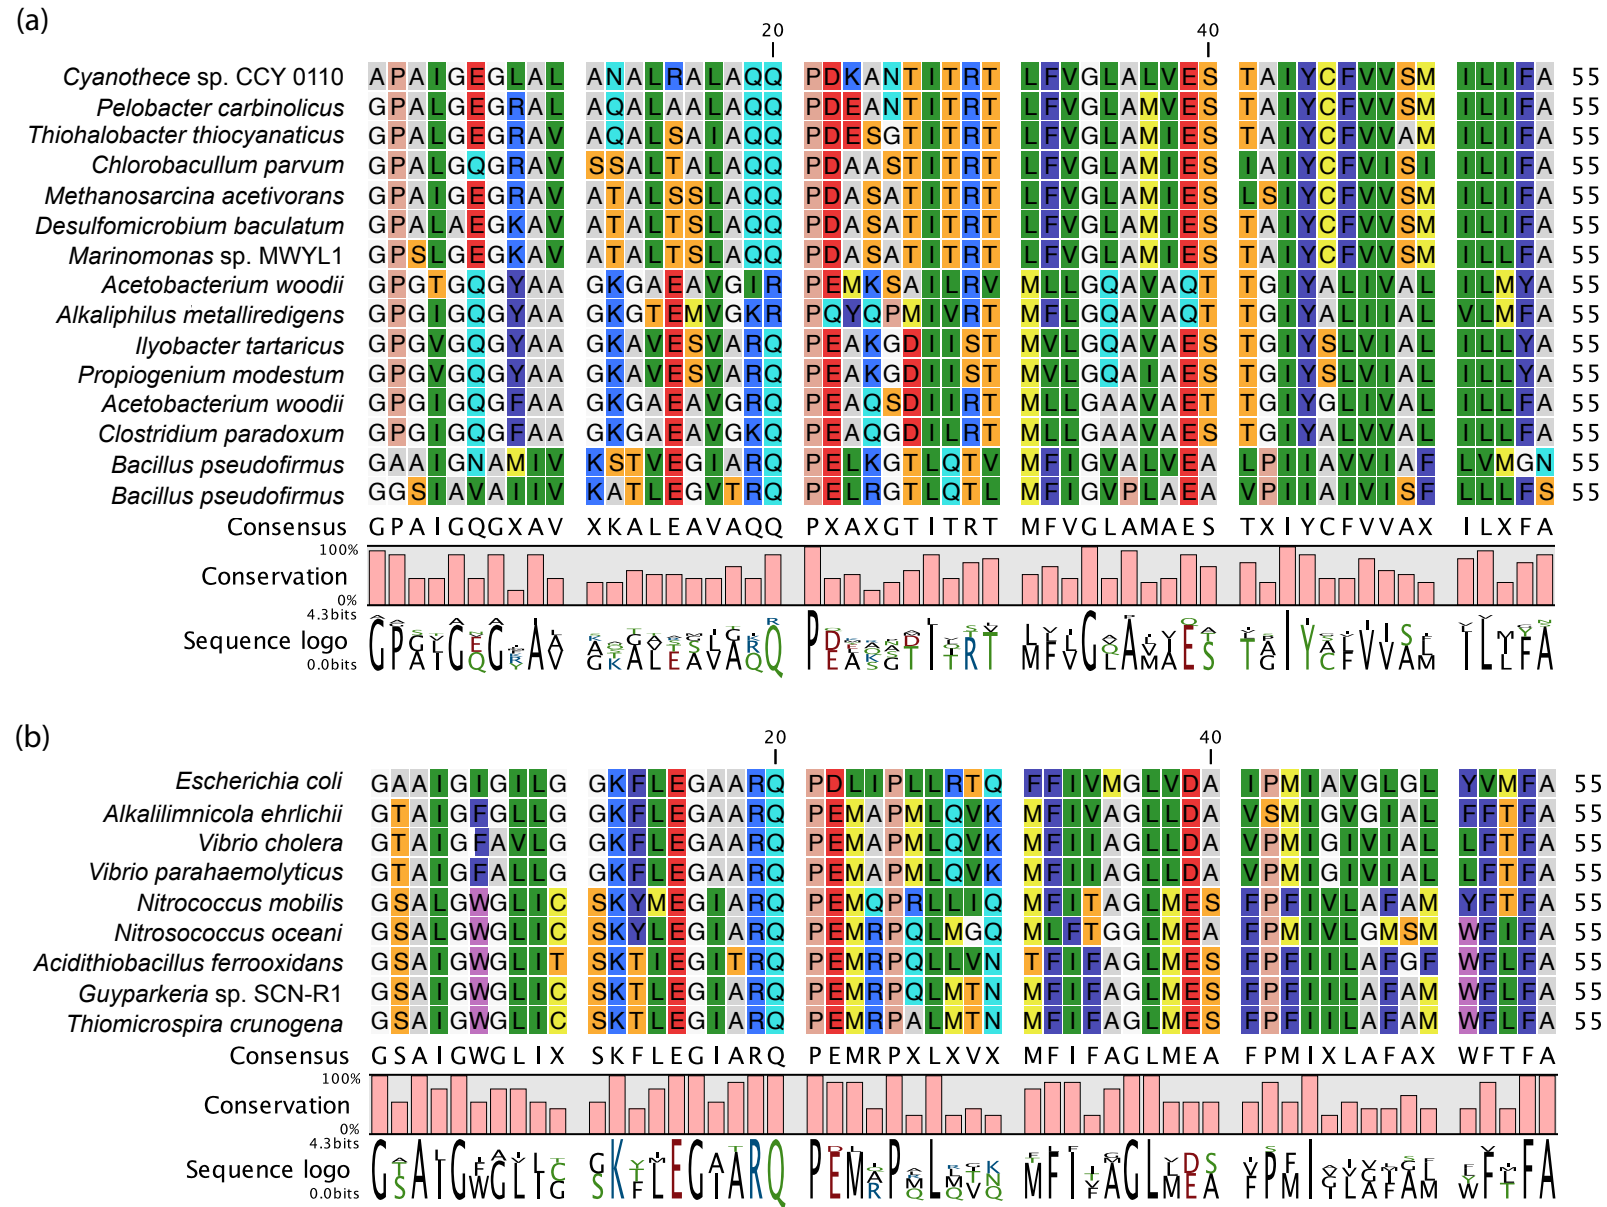 (a)
20 40
Cyanothece sp. CCY 0110 APAIGEGLAL ANALRALAQQ PDKANTITRT LFVGLALVES TAIYCFVVSM ILIFA 55
Pelobacter carbinolicus GPALGEGRAL AQALAALAQQ PDEANTITRT LFVGLAMVES TAIYCFVVSM ILIFA 55
Thiohalobacter thiocyanaticus GPALGEGRAV AQALSAIAQQ PDESGTITRT LFVGLAMIES TAIYCFVVAM ILIFA 55
Chlorobacullum parvum GPALGQGRAV SSALTALAQQ PDAASTITRT LFVGLAMIES IAIYCFVISI ILIFA 55
Methanosarcina acetivorans GPAIGEGRAV ATALSSLAQQ PDASATITRT LFVGLAMIES LSIYCFVVSM ILIFA 55
Desulfomicrobium baculatum GPALAEGKAV ATALTSLAQQ PDASATITRT LFVGLAMIES TAIYCFVVSM ILIFA 55
Marinomonas sp. MWYL1 GPSLGEGKAV ATALTSLAQQ PDASATITRT LFVGLAMIES TAIYCFVVSM ILLFA 55
Acetobacterium woodii GPGTGQGYAA GKGAEAVGIR PEMKSAILRV MLLGQAVAQT TGIYALIVAL ILMYA 55
Alkaliphilus metalliredigens GPGIGQGYAA GKGTEMVGKR PQYQPMIVRT MFLGQAVAQT TGIYALIIAL VLMFA 55
Ilyobacter tartaricus GPGVGQGYAA GKAVESVARQ PEAKGDIIST MVLGQAVAES TGIYSLVIAL ILLYA 55
Propiogenium modestum GPGVGQGYAA GKAVESVARQ PEAKGDIIST MVLGQAIAES TGIYSLVIAL ILLYA 55
Acetobacterium woodii GPGIGQGFAA GKGAEAVGRQ PEAQSDIIRT MLLGAAVAET TGIYGLIVAL ILLFA 55
Clostridium paradoxum GPGIGQGFAA GKGAEAVGKQ PEAQGDILRT MLLGAAVAES TGIYALVVAL ILLFA 55
Bacillus pseudofirmus GAAIGNAMIV KSTVEGIARQ PELKGTLQTV MFIGVALVEA LPIIAVVIAF LVMGN 55
Bacillus pseudofirmus GGSIAVAIIV KATLEGVTRQ PELRGTLQTL MFIGVPLAEA VPIIAIVISF LLLFS 55
Consensus GPAIGQGXAV XKALEAVAQQ PXAXGTITRT MFVGLAMAES TXIYCFVVAX ILXFA
100%
Conservation
0%
4.3bits
Sequence logo
0.0bits
(b)
20 40
Escherichia coli GAAIGIGILG GKFLEGAARQ PDLIPLLRTQ FFIVMGLVDA IPMIAVGLGL YVMFA 55
Alkalilimnicola ehrlichii GTAIGFGLLG GKFLEGAARQ PEMAPMLQVK MFIVAGLLDA VSMIGVGIAL FFTFA 55
Vibrio cholera GTAIGFAVLG GKFLEGAARQ PEMAPMLQVK MFIIAGLLDA VPMIGIVIAL LFTFA 55
Vibrio parahaemolyticus GTAIGFALLG GKFLEGAARQ PEMAPMLQVK MFIIAGLLDA VPMIGIVIAL LFTFA 55
Nitrococcus mobilis GSALGWGLIC SKYMEGIARQ PEMQPRLLIQ MFITAGLMES FPFIVLAFAM YFTFA 55
Nitrosococcus oceani GSALGWGLIC SKYLEGIARQ PEMRPQLMGQ MLFTGGLMEA FPMIVLGMSM WFIFA 55
Acidithiobacillus ferrooxidans GSAIGWGLIT SKTIEGITRQ PEMRPQLLVN TFIFAGLMES FPFIILAFGF WFLFA 55
Guyparkeria sp. SCN-R1 GSAIGWGLIC SKTLEGIARQ PEMRPQLMTN MFIFAGLMES FPFIILAFAM WFLFA 55
Thiomicrospira crunogena GSAIGWGLIC SKTLEGIARQ PEMRPALMTN MFIFAGLMES FPFIILAFAM WFLFA 55
Consensus GSAIGWGLIX SKFLEGIARQ PEMRPXLXVX MFIFAGLMEA FPMIXLAFAX WFTFA
100%
Conservation
0%
4.3bits
Sequence logo
0.0bits